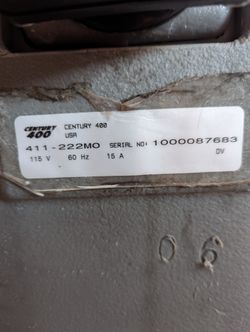 CENTURY 400
CENTURY 400
USA
411-222MO SERIAL NO: 1000087683
115 V 60 Hz 15 A DV
06